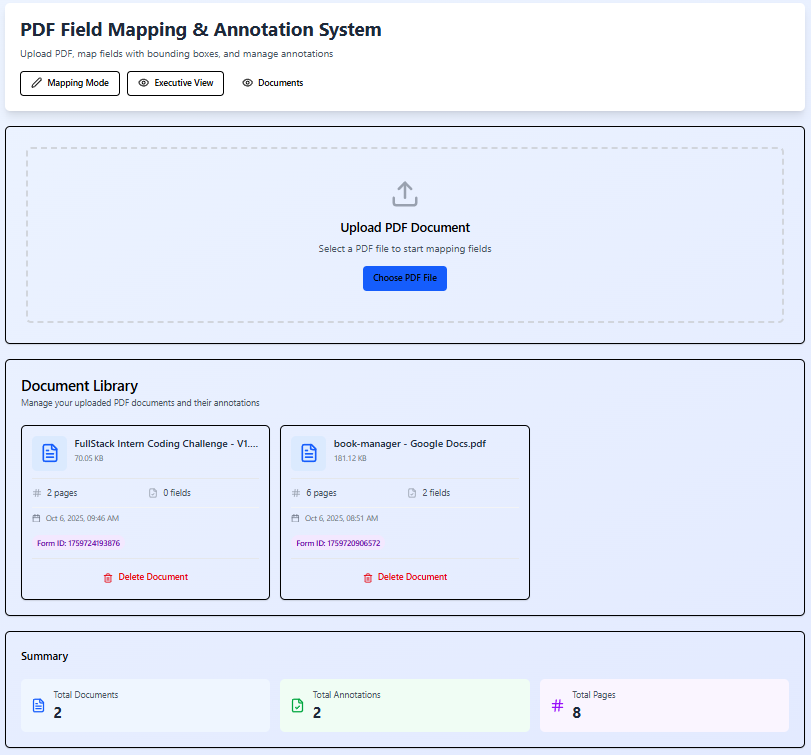 PDF Field Mapping & Annotation System
Upload PDF, map fields with bounding boxes, and manage annotations
Mapping Mode Executive View Documents
Upload PDF Document
Select a PDF file to start mapping fields
Choose PDF File
Document Library
Manage your uploaded PDF documents and their annotations
FullStack Intern Coding Challenge - V1....
70.05 KB
2 pages 0 fields
Oct 6, 2025, 09:46 AM
Form ID: 1759724193876
Delete Document
book-manager - Google Docs.pdf
181.12 KB
6 pages 2 fields
Oct 6, 2025, 08:51 AM
Form ID: 1759720906572
Delete Document
Summary
Total Documents
2
Total Annotations
2
Total Pages
8